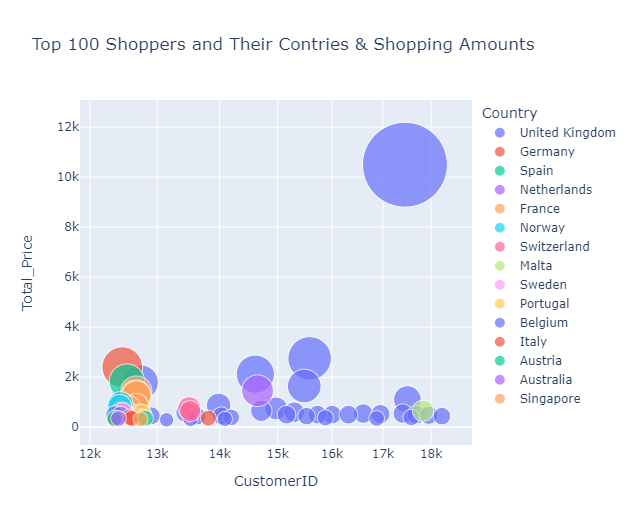 Top 100 Shoppers and Their Contries & Shopping Amounts
Country
United Kingdom
Germany
Spain
Netherlands
France
Norway
Switzerland
Malta
Sweden
Portugal
Belgium
Italy
Austria
Australia
Singapore
Total_Price
12k
10k
8k
6k
4k
2k
0
12k 13k 14k 15k 16k 17k 18k
CustomerID